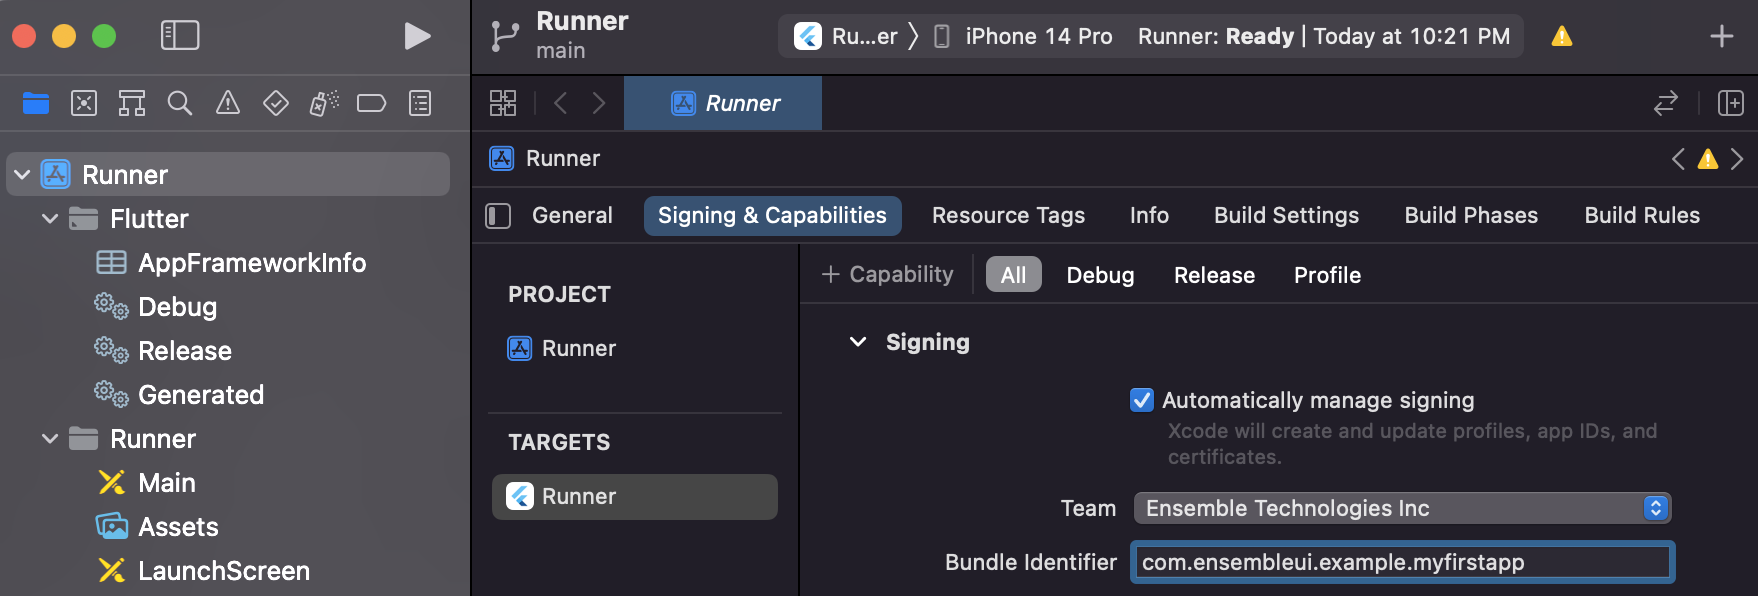 Runner
main
Ru...er
iPhone 14 Pro
Runner: Ready | Today at 10:21 PM
Runner
Runner
Runner
Flutter
AppFrameworkInfo
Debug
Release
Generated
Runner
Main
Assets
LaunchScreen
General
Signing & Capabilities
Resource Tags
Info
Build Settings
Build Phases
Build Rules
PROJECT
Runner
TARGETS
Runner
+ Capability
All
Debug
Release
Profile
Signing
Automatically manage signing
Xcode will create and update profiles, app IDs, and
certificates.
Team
Ensemble Technologies Inc
Bundle Identifier
com.ensembleui.example.myfirstapp